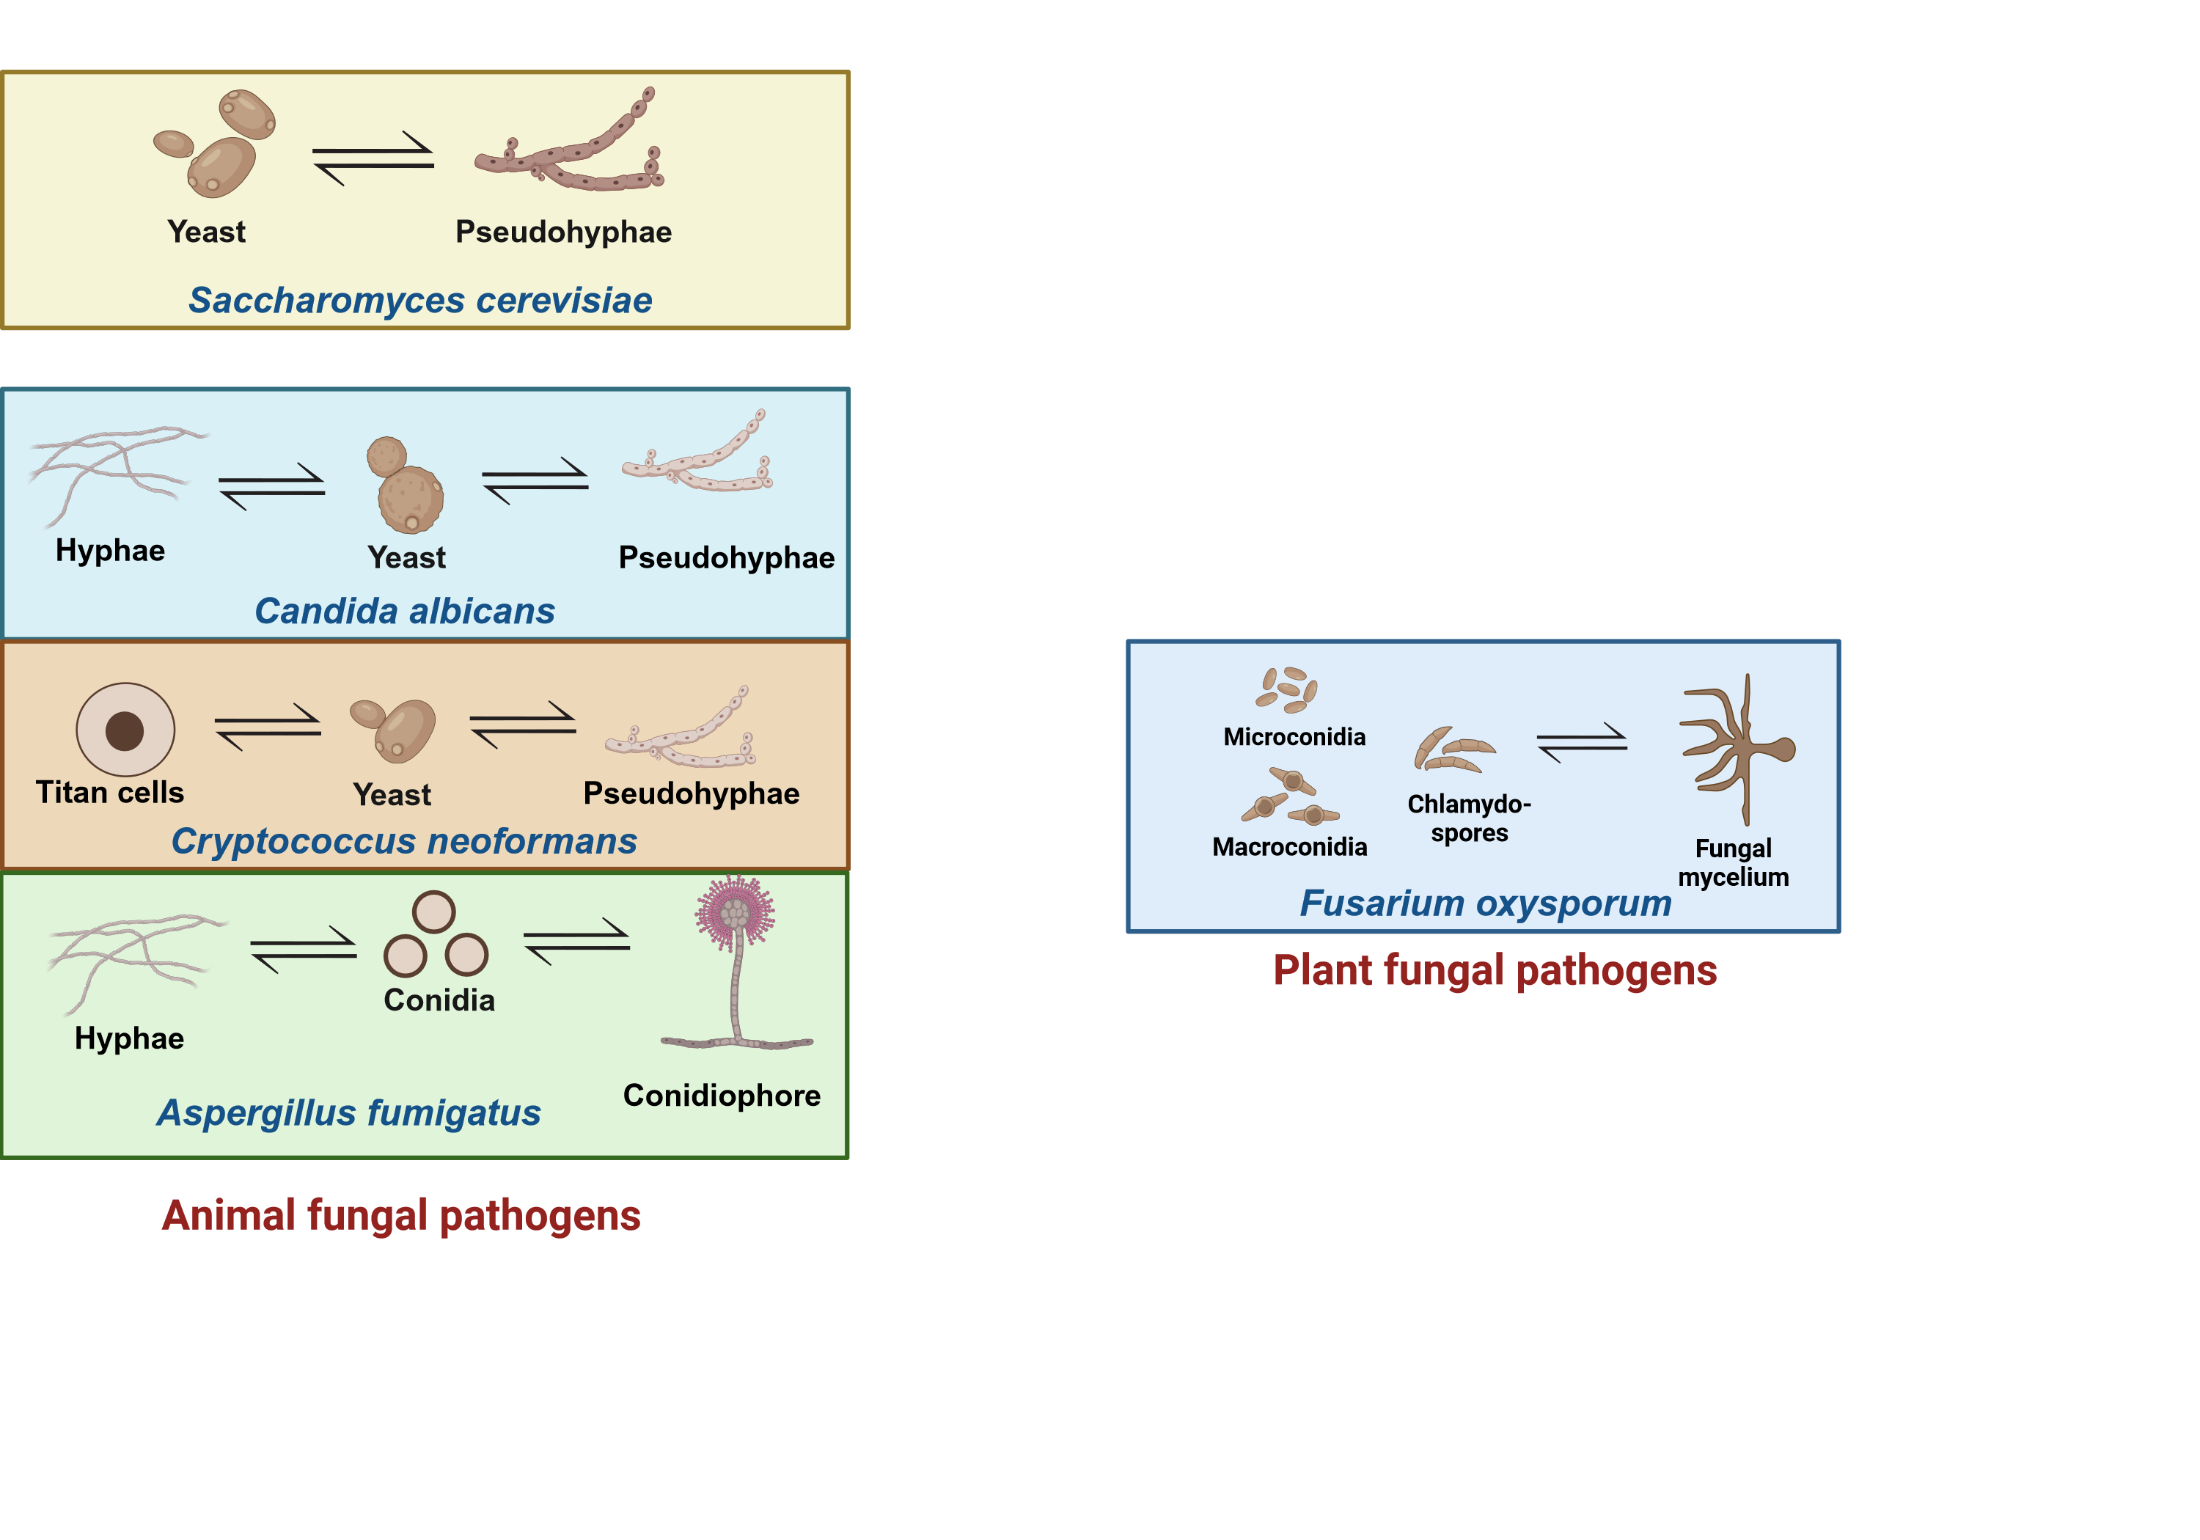 Yeast
Pseudohyphae
Saccharomyces cerevisiae
Hyphae
Yeast
Pseudohyphae
Candida albicans
Titan cells
Yeast
Pseudohyphae
Cryptococcus neoformans
Hyphae
Conidia
Conidiophore
Aspergillus fumigatus
Animal fungal pathogens
Microconidia
Macroconidia
Chlamydo-
spores
Fungal
mycelium
Fusarium oxysporum
Plant fungal pathogens